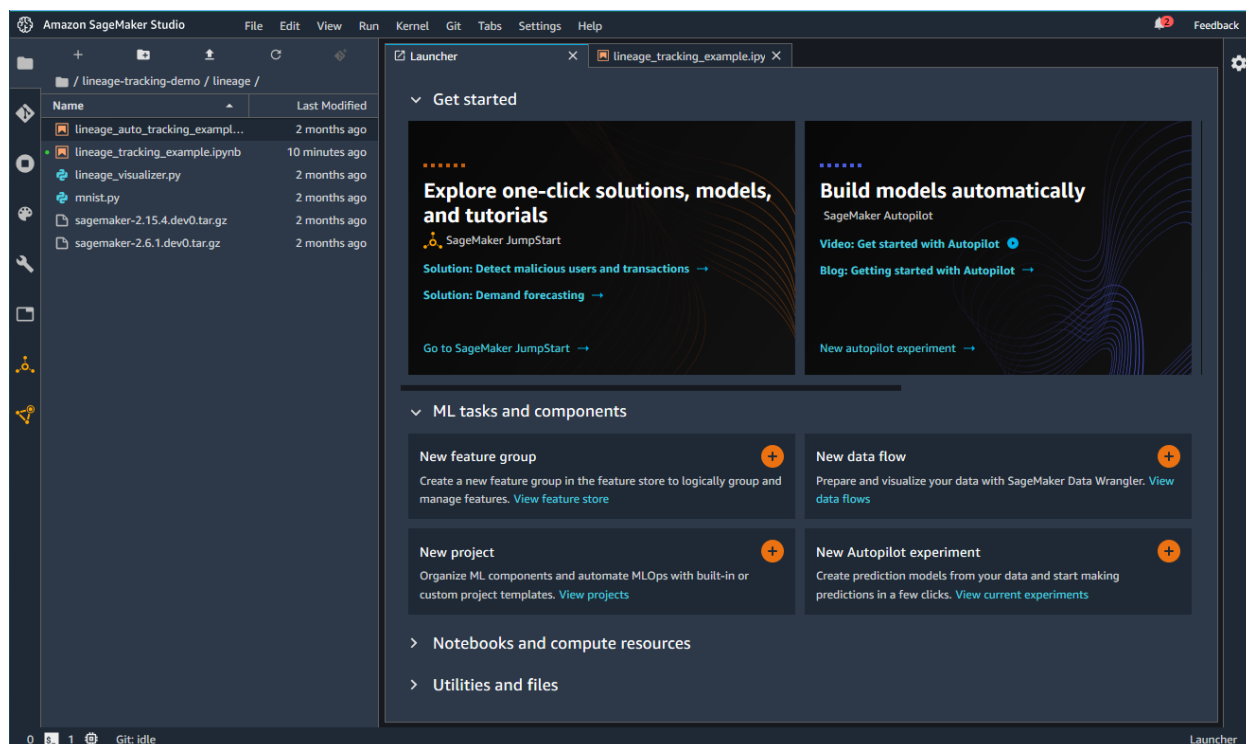 Amazon SageMaker Studio File Edit View Run Kernel Git Tabs Settings Help 2 Feedback
/ lineage-tracking-demo / lineage /
Name Last Modified
lineage_auto_tracking_exampl... 2 months ago
lineage_tracking_example.ipynb 10 minutes ago
lineage_visualizer.py 2 months ago
mnist.py 2 months ago
sagemaker-2.15.4.dev0.tar.gz 2 months ago
sagemaker-2.6.1.dev0.tar.gz 2 months ago
Launcher lineage_tracking_example.ipy
Get started
Explore one-click solutions, models,
and tutorials
SageMaker JumpStart
Solution: Detect malicious users and transactions →
Solution: Demand forecasting →
Go to SageMaker JumpStart →
Build models automatically
SageMaker Autopilot
Video: Get started with Autopilot
Blog: Getting started with Autopilot →
New autopilot experiment →
ML tasks and components
New feature group
Create a new feature group in the feature store to logically group and
manage features. View feature store
New data flow
Prepare and visualize your data with SageMaker Data Wrangler. View
data flows
New project
Organize ML components and automate MLOps with built-in or
custom project templates. View projects
New Autopilot experiment
Create prediction models from your data and start making
predictions in a few clicks. View current experiments
Notebooks and compute resources
Utilities and files
0 $_ 1 Git: idle Launcher